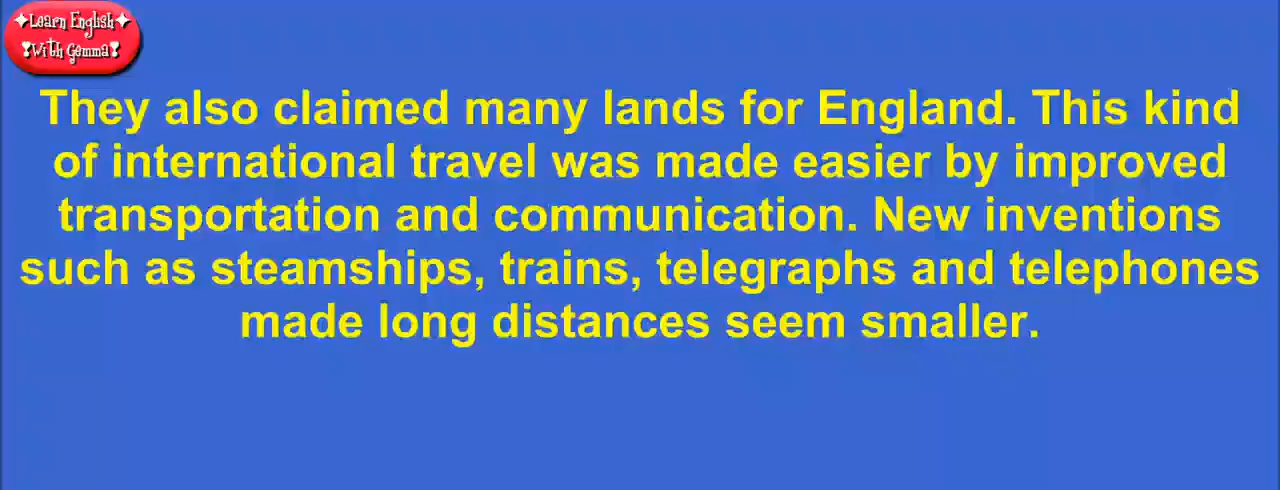 ✦Learn English✦
❢With Gemma❢
They also claimed many lands for England. This kind
of international travel was made easier by improved
transportation and communication. New inventions
such as steamships, trains, telegraphs and telephones
made long distances seem smaller.